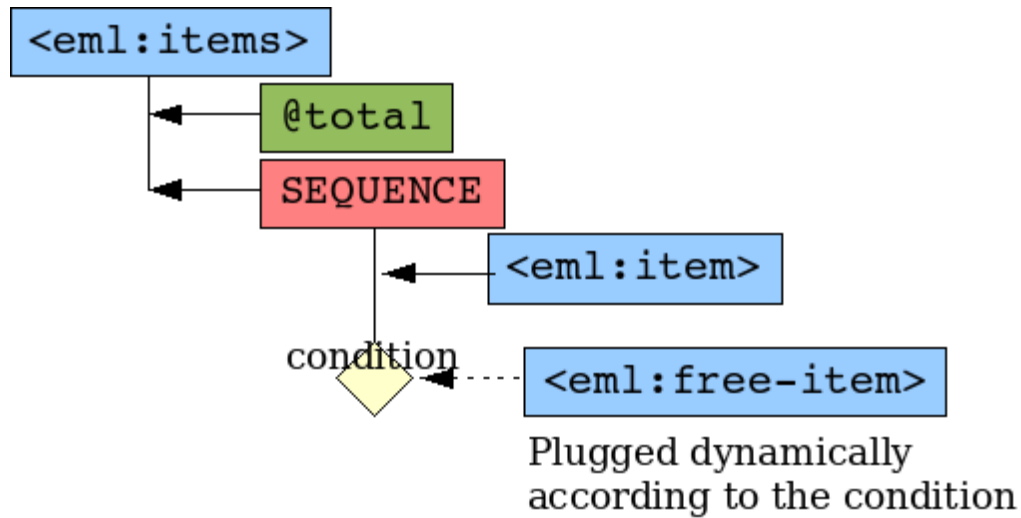 <eml:items>
@total
SEQUENCE
<eml:item>
condition
<eml:free-item>
Plugged dynamically
according to the condition